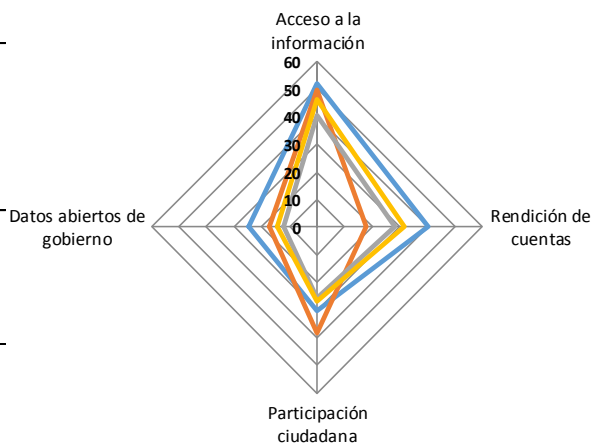 Acceso a la
información
60
50
40
30
20
10
0
Datos abiertos de
gobierno
Rendición de
cuentas
Participación
ciudadana